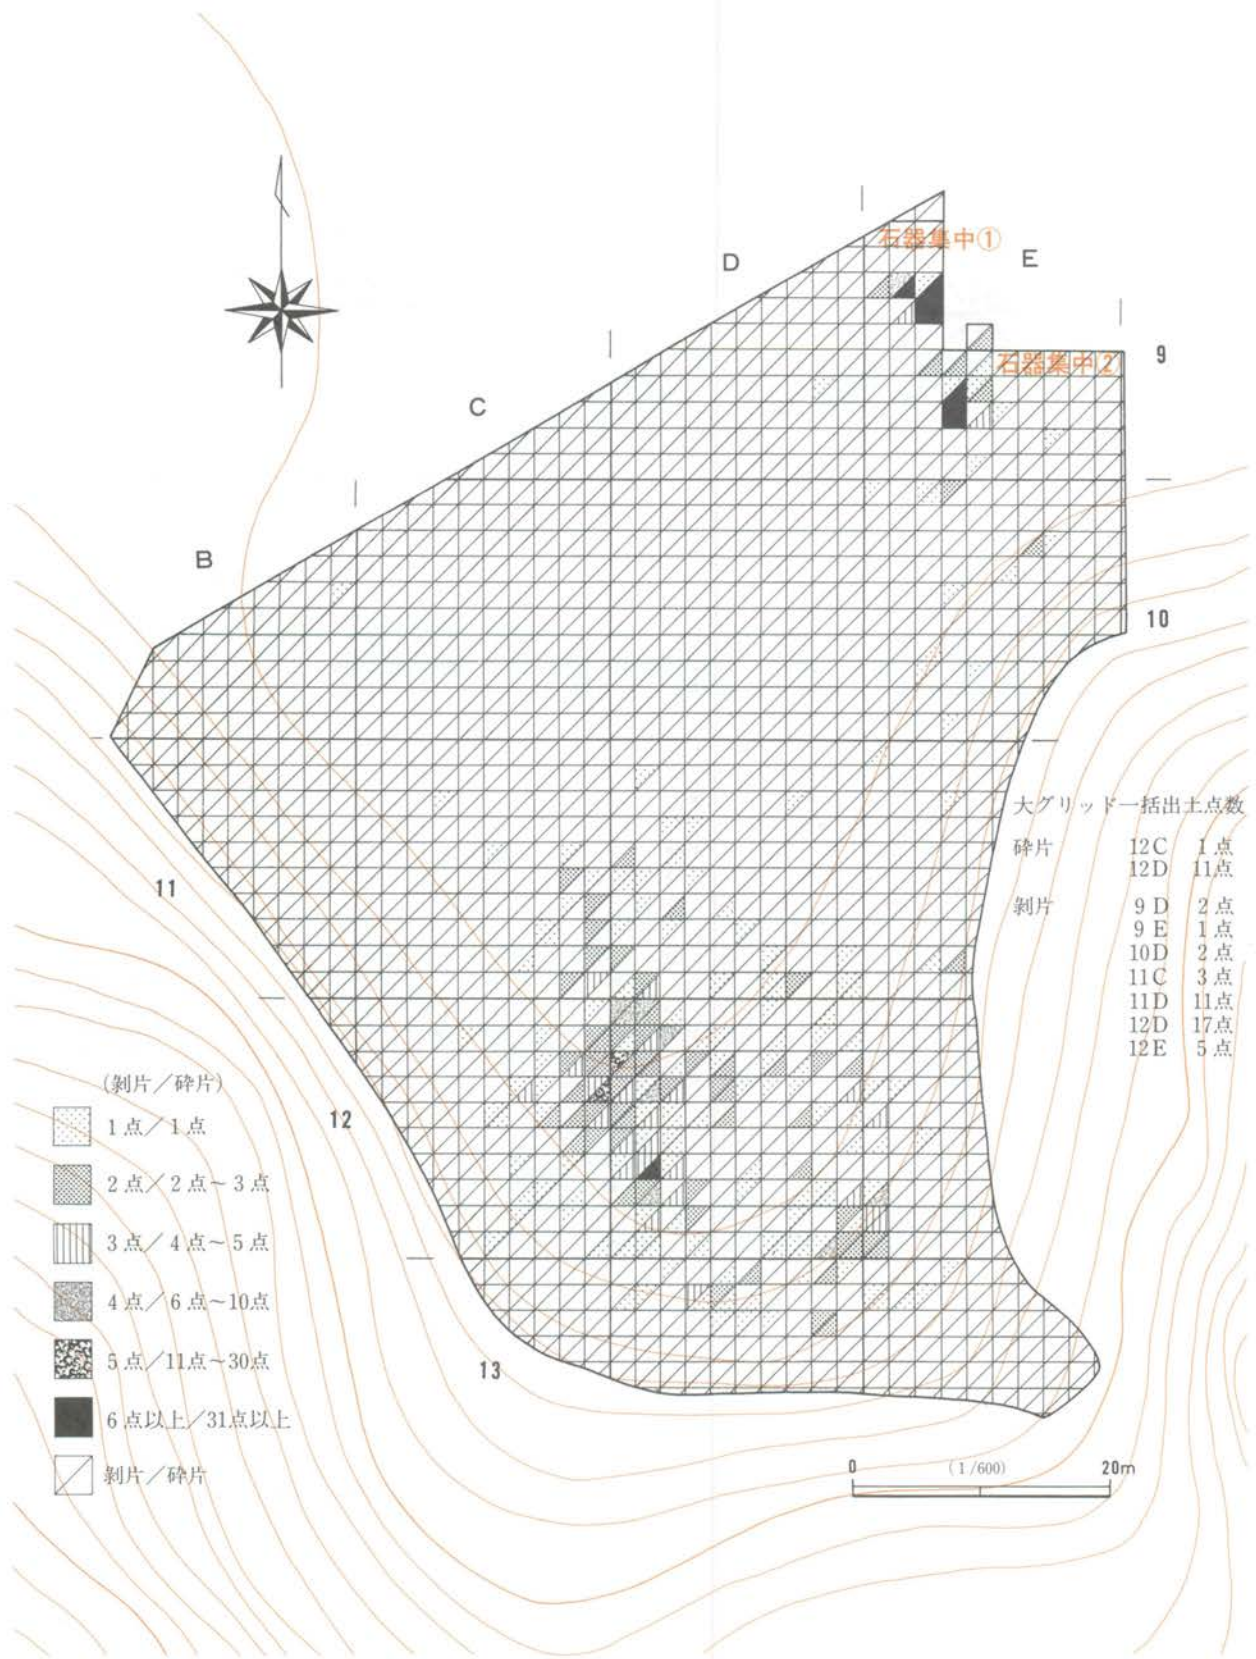 石器集中①
D
E
9
石器集中②
C
B
10
大グリッド一括出土点数
砕片 12C 1点
12D 11点
剝片 9D 2点
9E 1点
10D 2点
11C 3点
11D 11点
12D 17点
12E 5点
11
(剝片／砕片)
1点／1点
12
2点／2点～3点
3点／4点～5点
4点／6点～10点
5点／11点～30点
13
6点以上／31点以上
剝片／砕片
0 (1/600) 20m